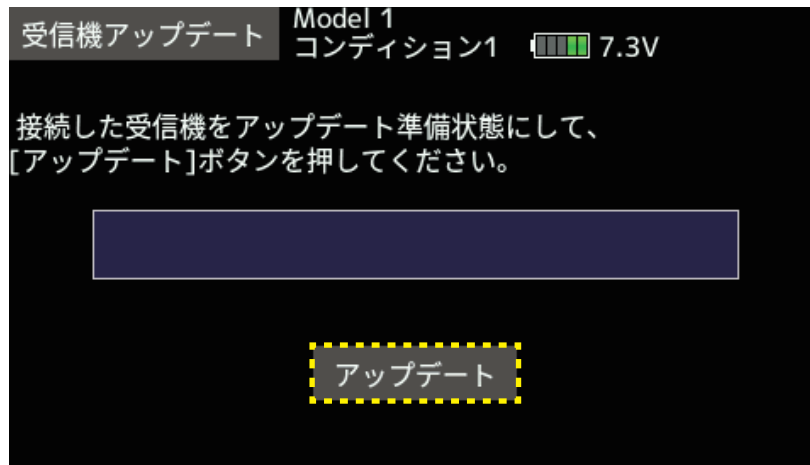 受信機アップデート
Model 1
コンディション1 7.3V
接続した受信機をアップデート準備状態にして、
[アップデート]ボタンを押してください。
アップデート